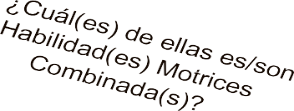 ¿Cuál(es) de ellas es/son
Habilidad(es) Motrices
Combinada(s)?